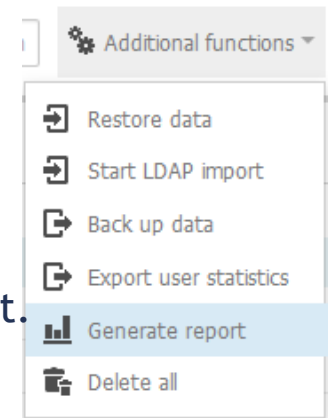 Additional functions
Restore data
Start LDAP import
Back up data
Export user statistics
t.
Generate report
Delete all